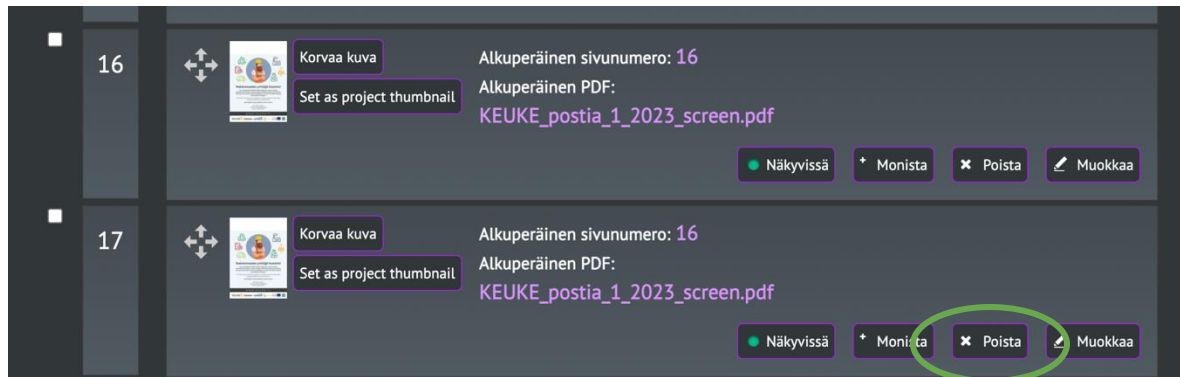 16
Korvaa kuva
Set as project thumbnail
Alkuperäinen sivunumero: 16
Alkuperäinen PDF:
KEUKE_postia_1_2023_screen.pdf
Näkyvissä
+ Monista
× Poista
Muokkaa
17
Korvaa kuva
Set as project thumbnail
Alkuperäinen sivunumero: 16
Alkuperäinen PDF:
KEUKE_postia_1_2023_screen.pdf
Näkyvissä
+ Monista
× Poista
Muokkaa